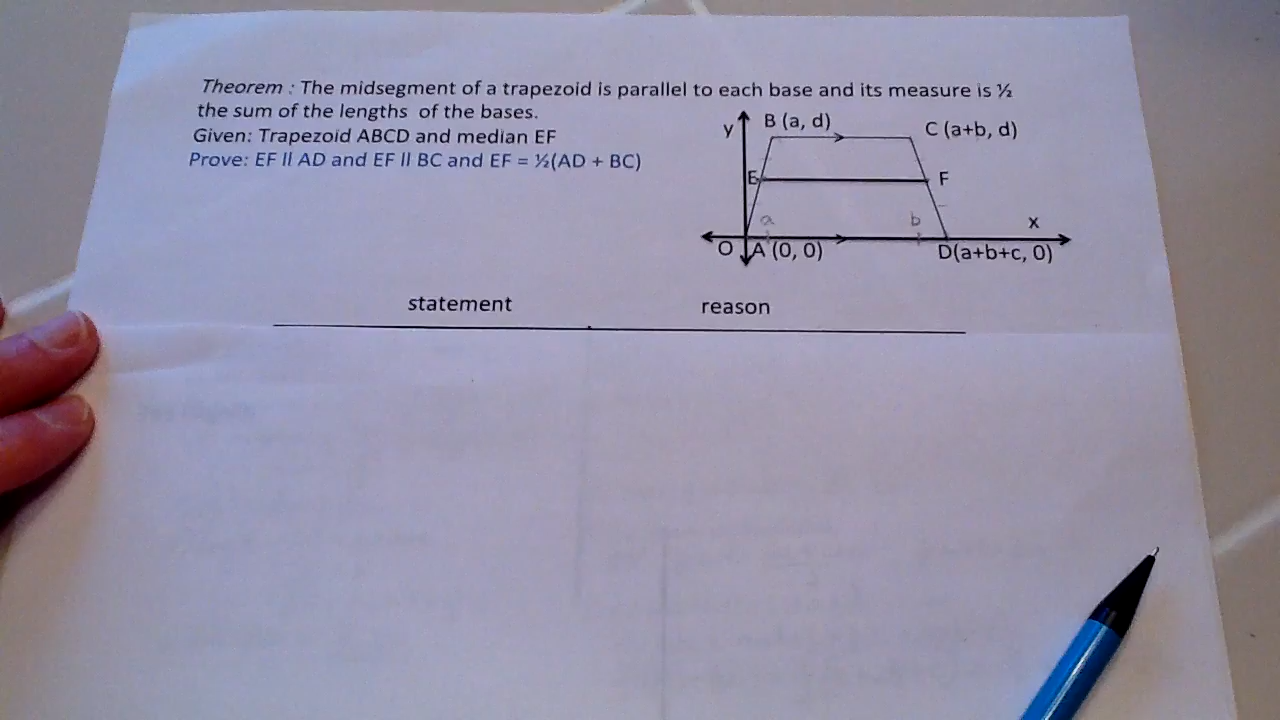 Theorem : The midsegment of a trapezoid is parallel to each base and its measure is ½
the sum of the lengths of the bases.
Given: Trapezoid ABCD and median EF
Prove: EF ll AD and EF ll BC and EF = ½(AD + BC)
y
B (a, d)
C (a+b, d)
E
F
a
b
x
O
A (0, 0)
D(a+b+c, 0)
statement
reason